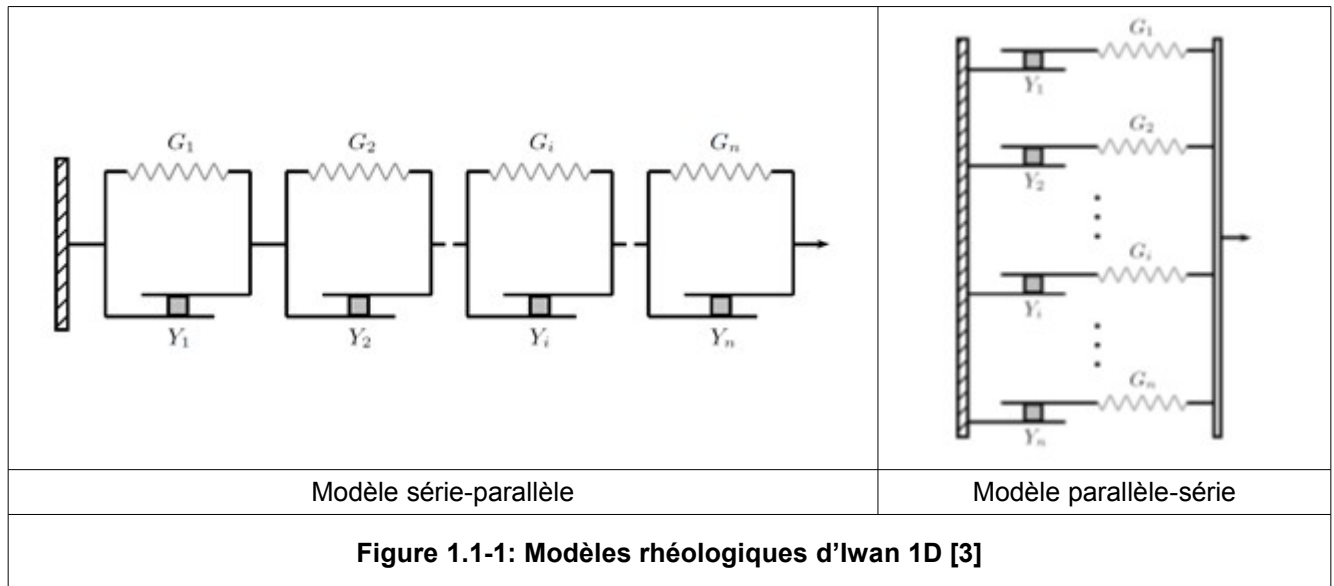 G₁ G₂ Gᵢ Gₙ
Y₁ Y₂ Yᵢ Yₙ
G₁
Y₁
G₂
Y₂
Gᵢ
Yᵢ
Gₙ
Yₙ
Modèle série-parallèle
Modèle parallèle-série
Figure 1.1-1: Modèles rhéologiques d’Iwan 1D [3]